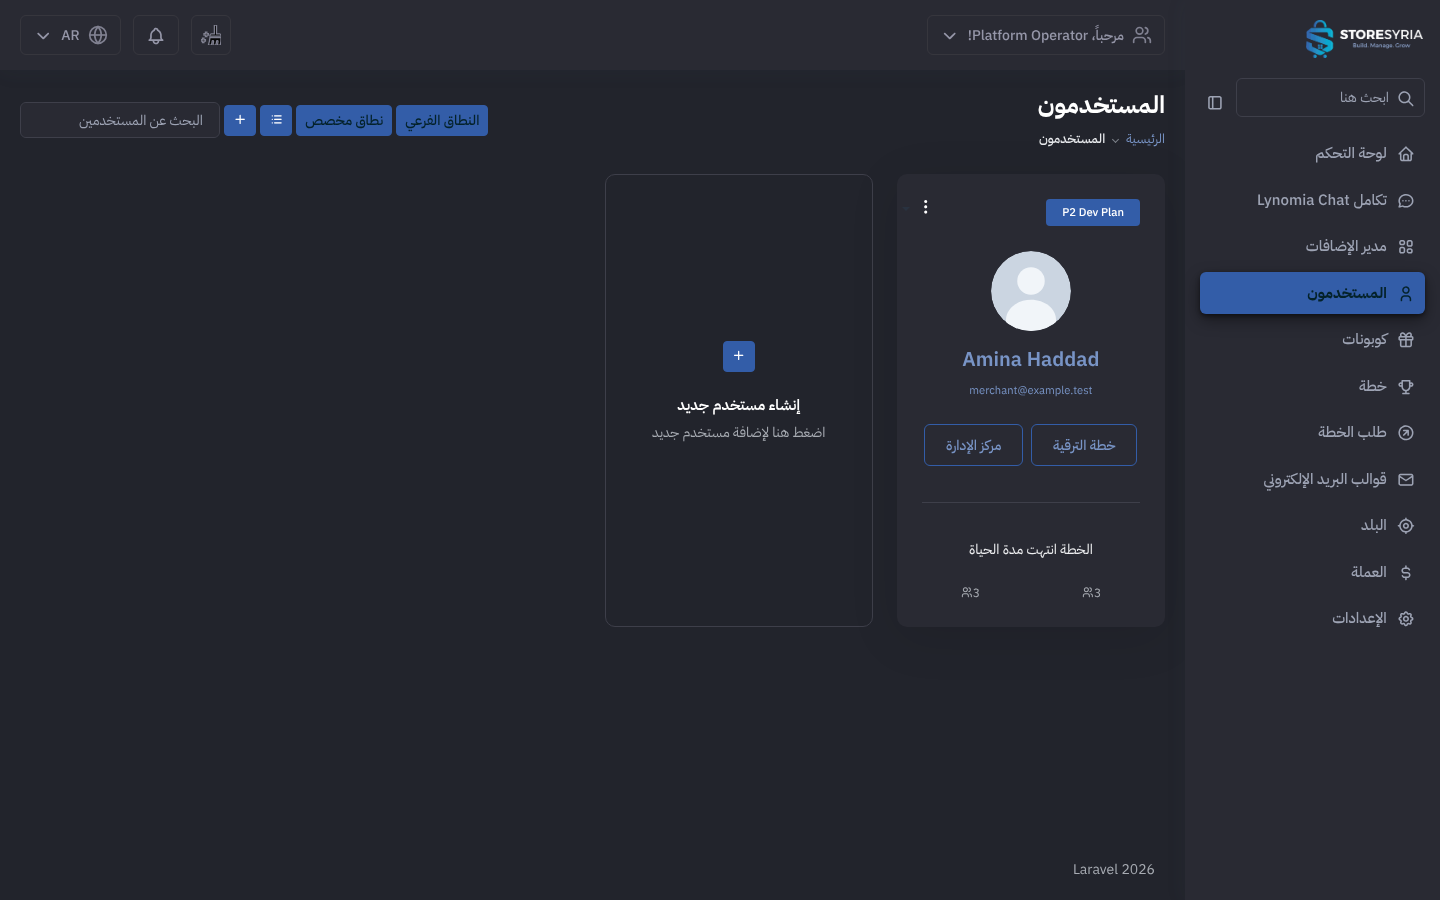 STORESYRIA
Build. Manage. Grow
مرحباً، Platform Operator!
AR
ابحث هنا
لوحة التحكم
تكامل Lynomia Chat
مدير الإضافات
المستخدمون
كوبونات
خطة
طلب الخطة
قوالب البريد الإلكتروني
البلد
العملة
الإعدادات
المستخدمون
الرئيسية
المستخدمون
النطاق الفرعي
نطاق مخصص
البحث عن المستخدمين
P2 Dev Plan
Amina Haddad
merchant@example.test
خطة الترقية
مركز الإدارة
الخطة انتهت مدة الحياة
3
3
إنشاء مستخدم جديد
اضغط هنا لإضافة مستخدم جديد
Laravel 2026